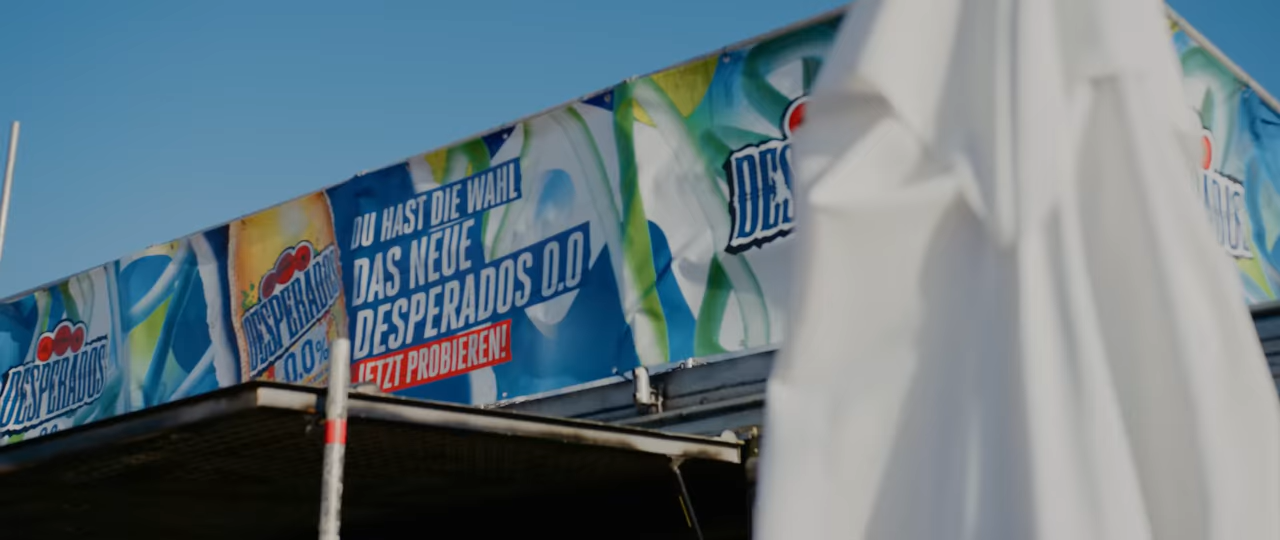 DESPERADOS
DESPERADOS
0.0%
DU HAST DIE WAHL
DAS NEUE
DESPERADOS 0.0
JETZT PROBIEREN!